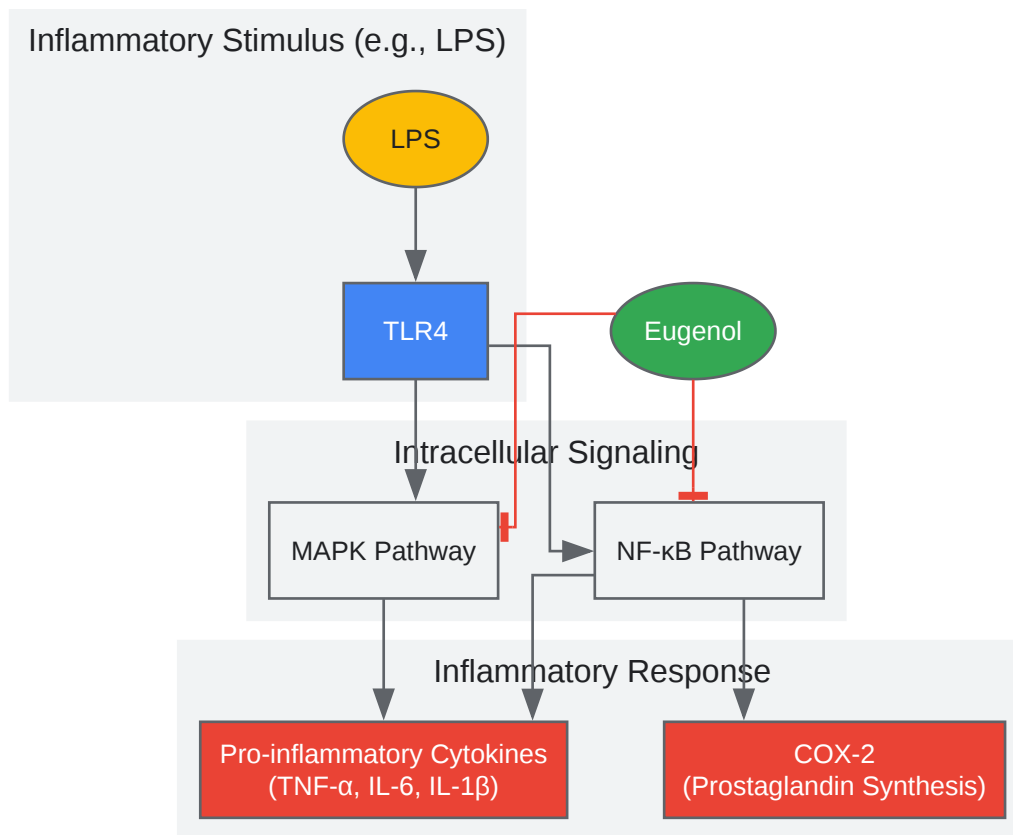 Inflammatory Stimulus (e.g., LPS)
LPS
TLR4
Eugenol
Intracellular Signaling
MAPK Pathway
NF-κB Pathway
Inflammatory Response
Pro-inflammatory Cytokines
(TNF-α, IL-6, IL-1β)
COX-2
(Prostaglandin Synthesis)